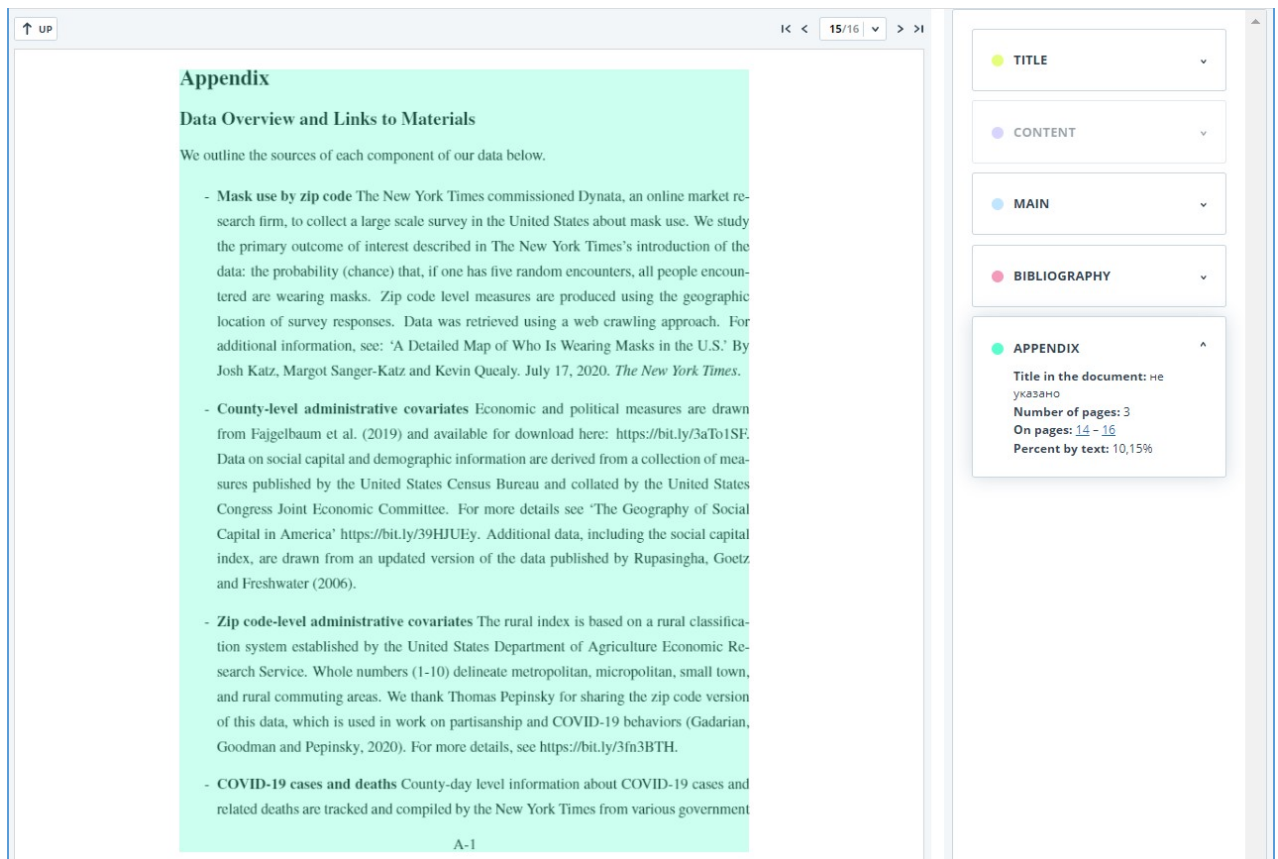 ↑ UP
15/16
Appendix
Data Overview and Links to Materials
We outline the sources of each component of our data below.
- Mask use by zip code The New York Times commissioned Dynata, an online market re-
search firm, to collect a large scale survey in the United States about mask use. We study
the primary outcome of interest described in The New York Times's introduction of the
data: the probability (chance) that, if one has five random encounters, all people encoun-
tered are wearing masks. Zip code level measures are produced using the geographic
location of survey responses. Data was retrieved using a web crawling approach. For
additional information, see: ‘A Detailed Map of Who Is Wearing Masks in the U.S.’ By
Josh Katz, Margot Sanger-Katz and Kevin Quealy. July 17, 2020. The New York Times.
- County-level administrative covariates Economic and political measures are drawn
from Fajgelbaum et al. (2019) and available for download here: https://bit.ly/3aTo1SF.
Data on social capital and demographic information are derived from a collection of mea-
sures published by the United States Census Bureau and collated by the United States
Congress Joint Economic Committee. For more details see ‘The Geography of Social
Capital in America’ https://bit.ly/39HJUEy. Additional data, including the social capital
index, are drawn from an updated version of the data published by Rupasingha, Goetz
and Freshwater (2006).
- Zip code-level administrative covariates The rural index is based on a rural classifica-
tion system established by the United States Department of Agriculture Economic Re-
search Service. Whole numbers (1-10) delineate metropolitan, micropolitan, small town,
and rural commuting areas. We thank Thomas Pepinsky for sharing the zip code version
of this data, which is used in work on partisanship and COVID-19 behaviors (Gadarian,
Goodman and Pepinsky, 2020). For more details, see https://bit.ly/3fn3BTH.
- COVID-19 cases and deaths County-day level information about COVID-19 cases and
related deaths are tracked and compiled by the New York Times from various government
A-1
TITLE
CONTENT
MAIN
BIBLIOGRAPHY
APPENDIX
Title in the document: не
указано
Number of pages: 3
On pages: 14 – 16
Percent by text: 10,15%